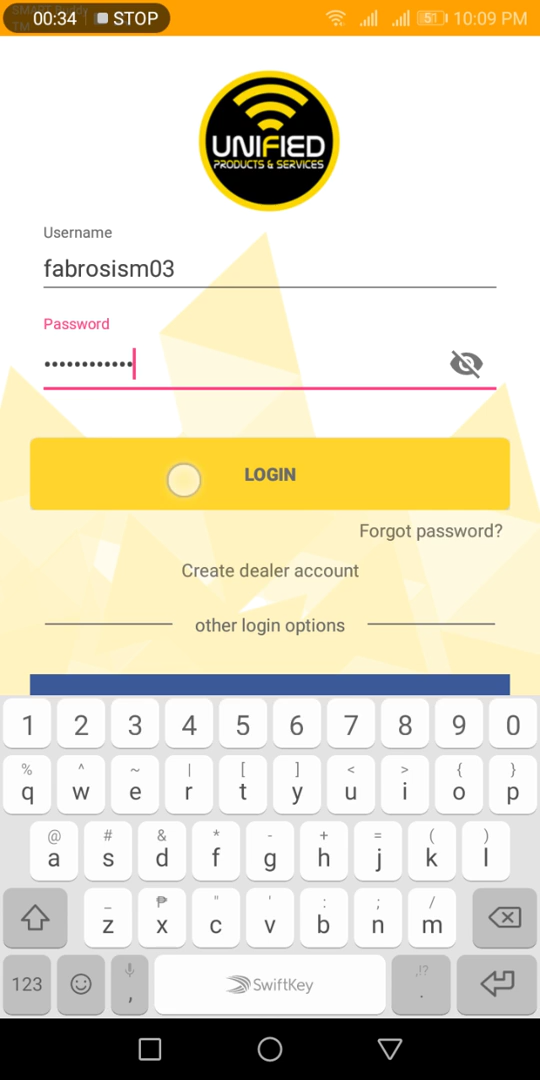 00:34 STOP 51 10:09 PM
UNIFIED
PRODUCTS & SERVICES
Username
fabrosism03
Password
••••••••••••
LOGIN
Forgot password?
Create dealer account
other login options
1 2 3 4 5 6 7 8 9 0
% ^ ~ | [ ] < > { }
q w e r t y u i o p
@ # & * - + = ( )
a s d f g h j k l
_ ₱ " ' : ; /
z x c v b n m
123 , SwiftKey ,!? .